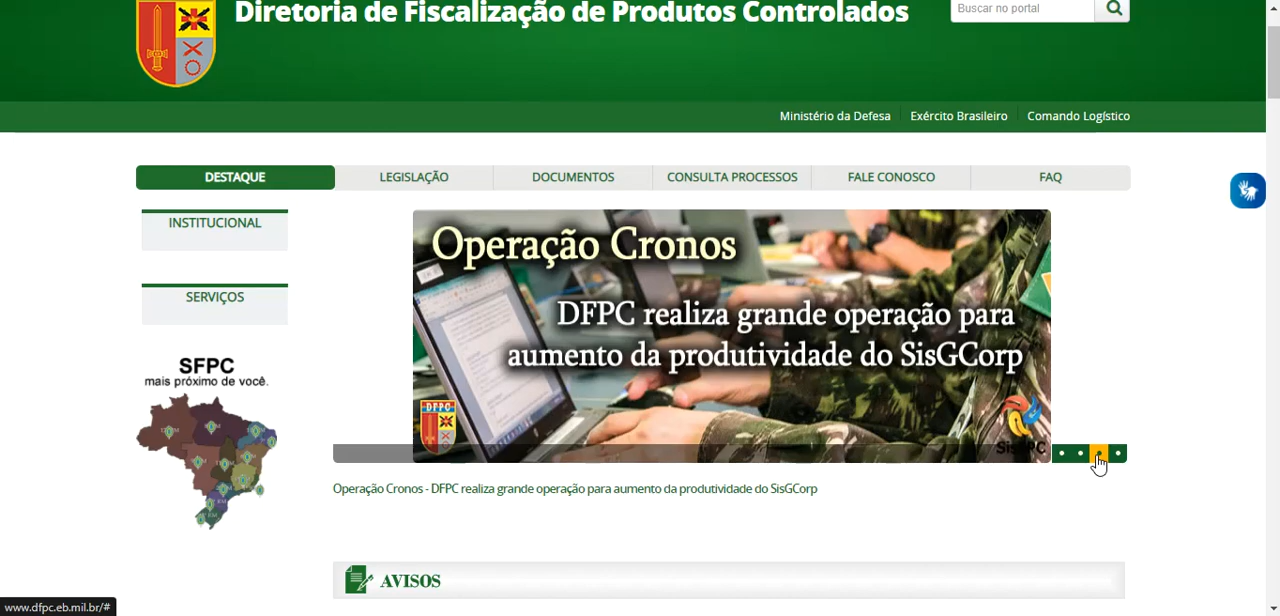 Diretoria de Fiscalização de Produtos Controlados
Buscar no portal
Ministério da Defesa
Exército Brasileiro
Comando Logístico
DESTAQUE
LEGISLAÇÃO
DOCUMENTOS
CONSULTA PROCESSOS
FALE CONOSCO
FAQ
INSTITUCIONAL
SERVIÇOS
SFPC
mais próximo de você.
Operação Cronos
DFPC realiza grande operação para
aumento da produtividade do SisGCorp
DFPC
Operação Cronos - DFPC realiza grande operação para aumento da produtividade do SisGCorp
AVISOS
www.dfpc.eb.mil.br/#